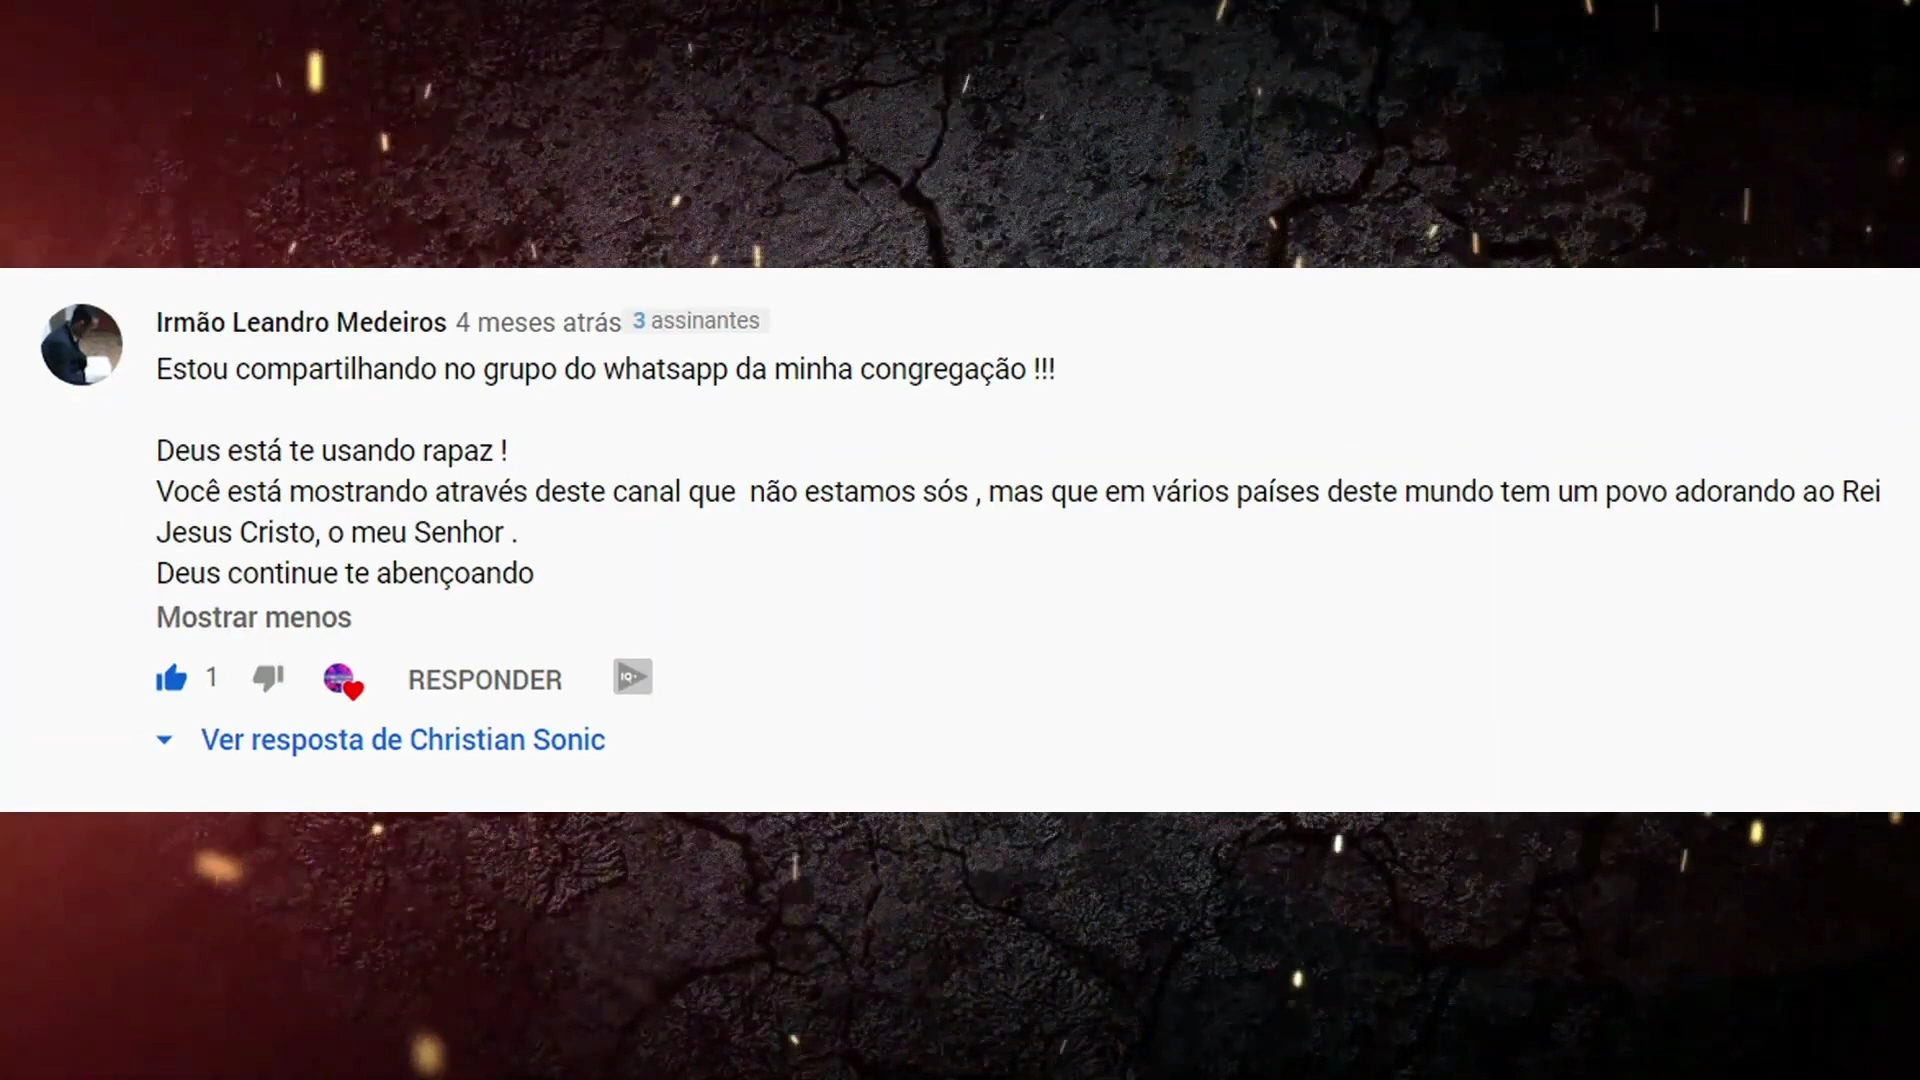 Irmão Leandro Medeiros 4 meses atrás 3 assinantes
Estou compartilhando no grupo do whatsapp da minha congregação !!!
Deus está te usando rapaz !
Você está mostrando através deste canal que  não estamos sós , mas que em vários países deste mundo tem um povo adorando ao Rei
Jesus Cristo, o meu Senhor .
Deus continue te abençoando
Mostrar menos
1 RESPONDER IQ+
Ver resposta de Christian Sonic